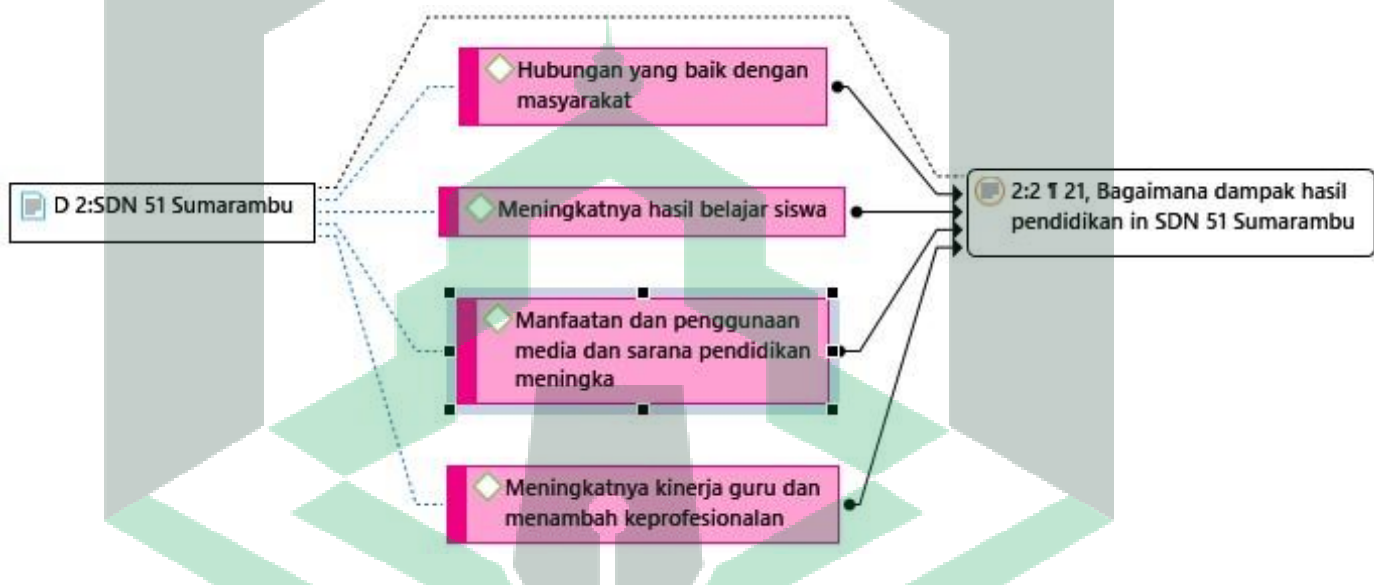 Hubungan yang baik dengan
masyarakat
D 2:SDN 51 Sumarambu
Meningkatnya hasil belajar siswa
2:2 ¶ 21, Bagaimana dampak hasil
pendidikan in SDN 51 Sumarambu
Manfaatan dan penggunaan
media dan sarana pendidikan
meningka
Meningkatnya kinerja guru dan
menambah keprofesionalan